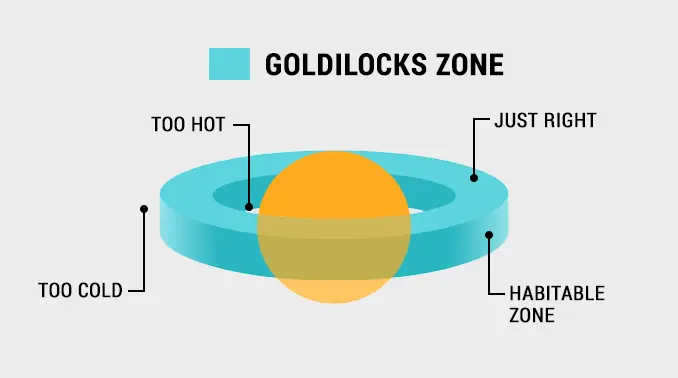 GOLDILOCKS ZONE
TOO HOT
JUST RIGHT
TOO COLD
HABITABLE
ZONE